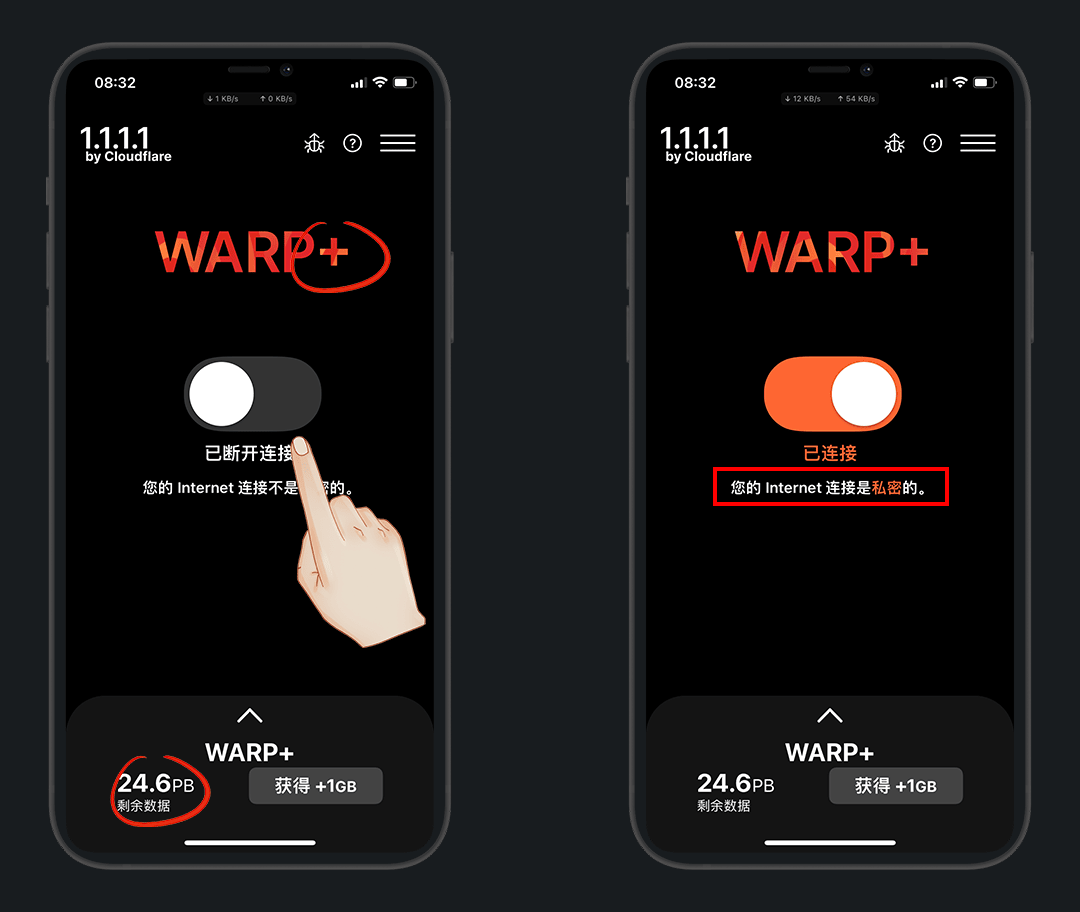 08:32
↓ 1 KB/s ↑ 0 KB/s
1.1.1.1
by Cloudflare
WARP+
已断开连接
您的 Internet 连接不是 密的。
WARP+
24.6PB
剩余数据
获得 +1GB
08:32
↓ 12 KB/s ↑ 54 KB/s
1.1.1.1
by Cloudflare
WARP+
已连接
您的 Internet 连接是私密的。
WARP+
24.6PB
剩余数据
获得 +1GB